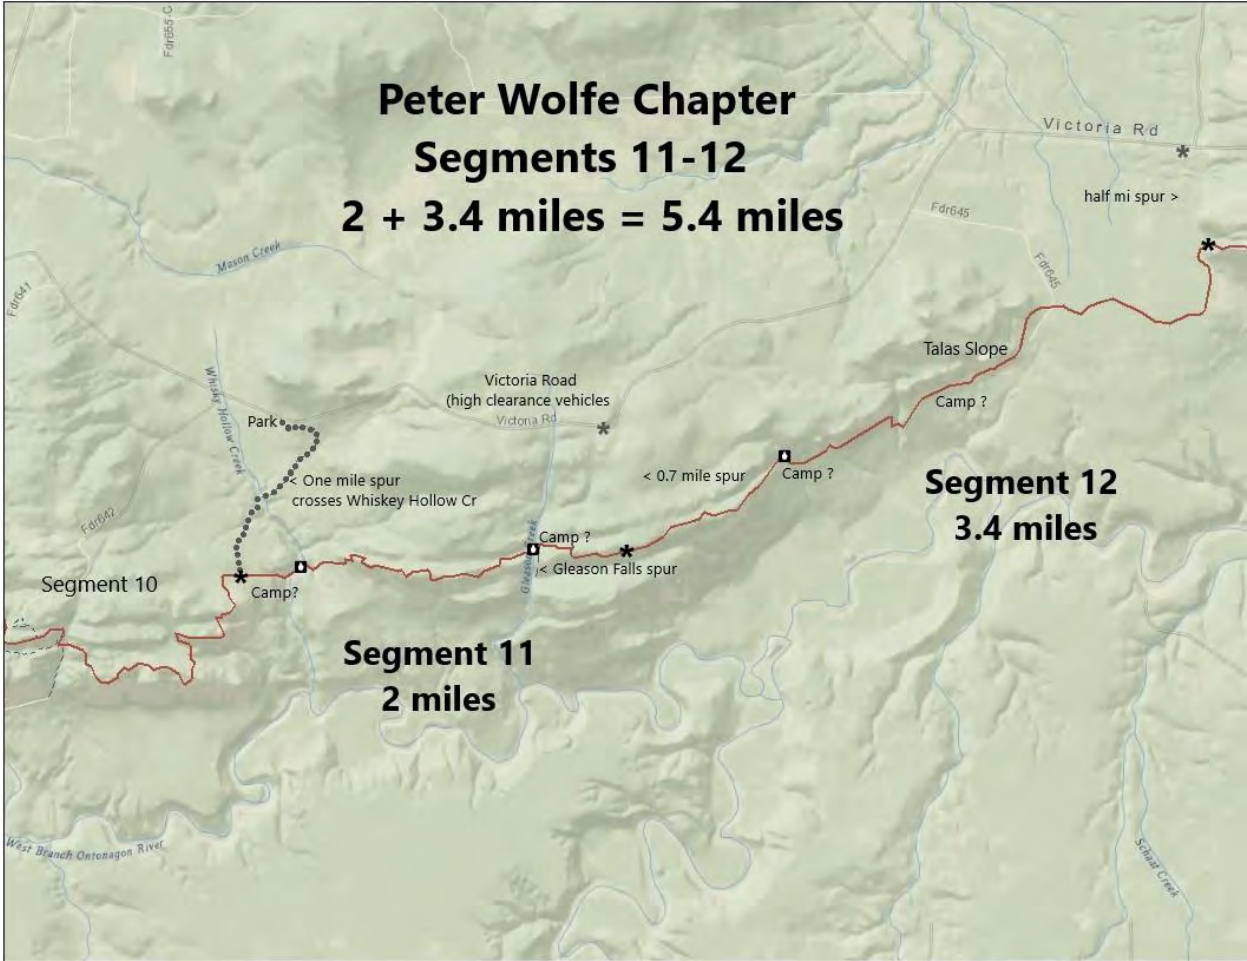 Fdr655-C
Peter Wolfe Chapter
Segments 11-12
2 + 3.4 miles = 5.4 miles
Victoria Rd
*
half mi spur >
Fdr645
*
Mason Creek
Fdr645
Fdr641
Talas Slope
Whisky Hollow Creek
Victoria Road
(high clearance vehicles
Camp ?
Park
Victoria Rd
*
< One mile spur
crosses Whiskey Hollow Cr
< 0.7 mile spur
Camp ?
Segment 12
3.4 miles
Fdr642
Camp ?
*
Gleason Creek
< Gleason Falls spur
Segment 10
*
Camp?
Segment 11
2 miles
West Branch Ontonagon River
Schaat Creek